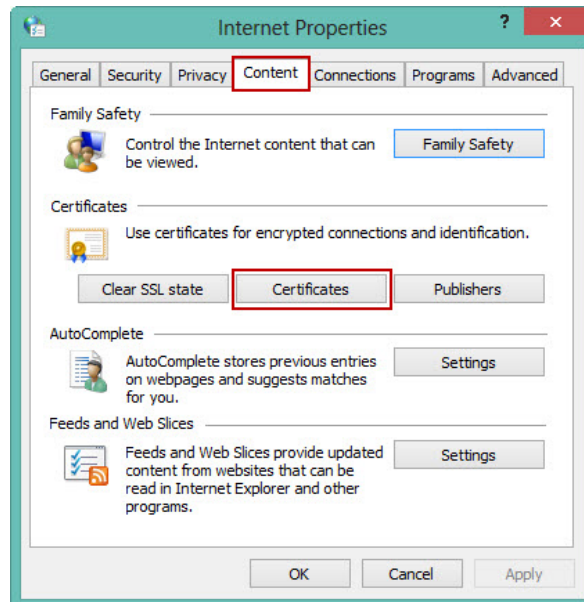 Internet Properties
?
×
General Security Privacy Content Connections Programs Advanced
Family Safety
Control the Internet content that can
be viewed.
Family Safety
Certificates
Use certificates for encrypted connections and identification.
Clear SSL state Certificates Publishers
AutoComplete
AutoComplete stores previous entries
on webpages and suggests matches
for you.
Settings
Feeds and Web Slices
Feeds and Web Slices provide updated
content from websites that can be
read in Internet Explorer and other
programs.
Settings
OK Cancel Apply